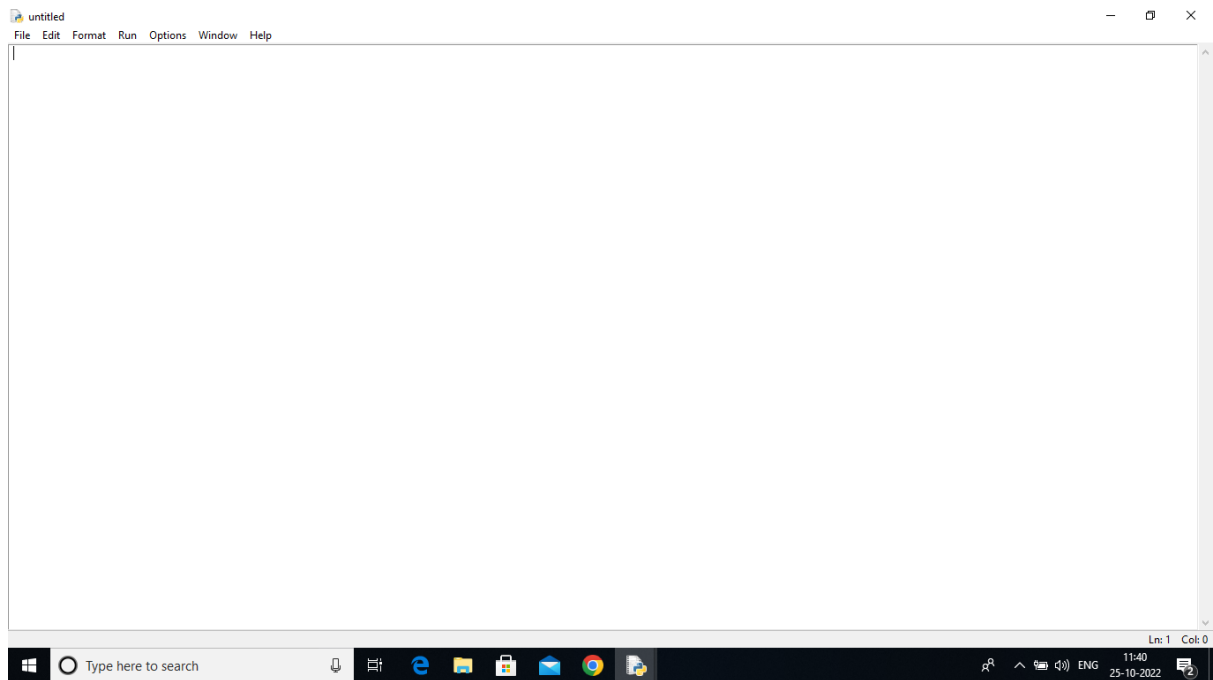 untitled
File Edit Format Run Options Window Help
Ln: 1 Col: 0
Type here to search
ENG
11:40
25-10-2022
2